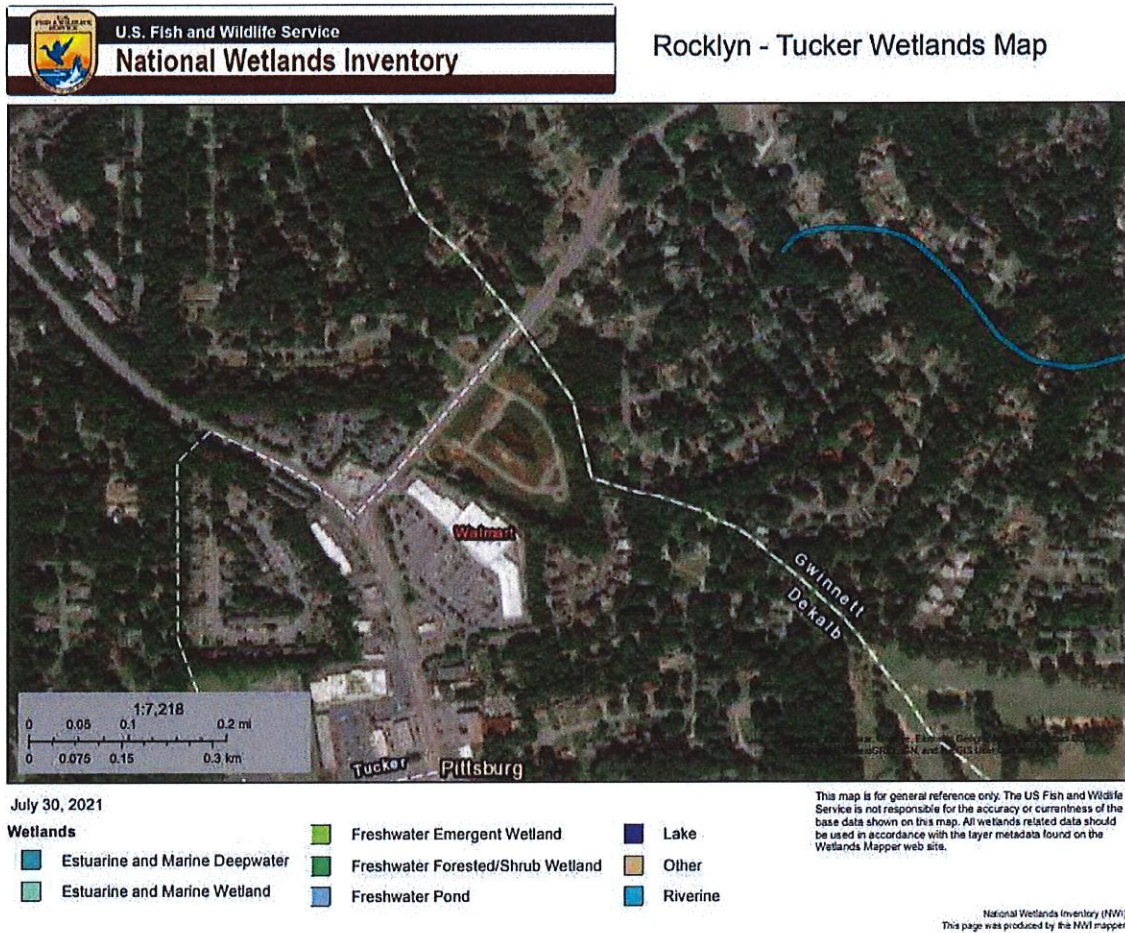 U.S.
FISH & WILDLIFE
SERVICE
U.S. Fish and Wildlife Service
National Wetlands Inventory
Rocklyn - Tucker Wetlands Map
Walmart
Gwinnett
Dekalb
1:7,218
0 0.05 0.1 0.2 mi
0 0.075 0.15 0.3 km
Tucker
Pittsburg
July 30, 2021
This map is for general reference only. The US Fish and Wildlife
Service is not responsible for the accuracy or currentness of the
base data shown on this map. All wetlands related data should
be used in accordance with the layer metadata found on the
Wetlands Mapper web site.
Wetlands
Estuarine and Marine Deepwater
Estuarine and Marine Wetland
Freshwater Emergent Wetland
Freshwater Forested/Shrub Wetland
Freshwater Pond
Lake
Other
Riverine
National Wetlands Inventory (NWI)
This page was produced by the NWI mapper